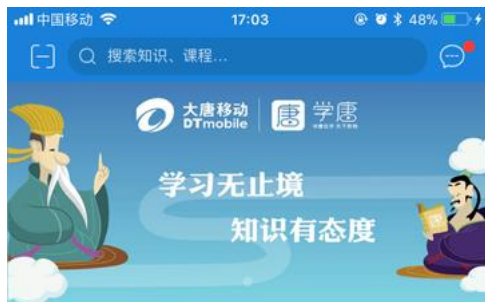 中国移动 17:03 48%
搜索知识、课程...
大唐移动 DTmobile 唐 学唐
学习无止境
知识有态度